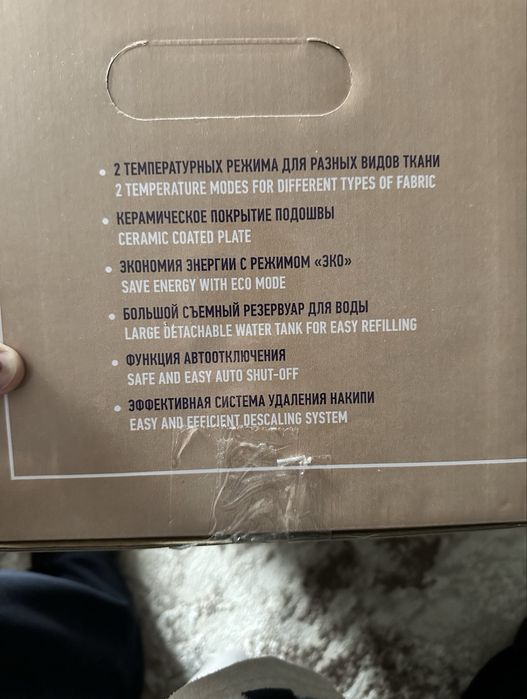 2 ТЕМПЕРАТУРНЫХ РЕЖИМА ДЛЯ РАЗНЫХ ВИДОВ ТКАНИ
2 TEMPERATURE MODES FOR DIFFERENT TYPES OF FABRIC
КЕРАМИЧЕСКОЕ ПОКРЫТИЕ ПОДОШВЫ
CERAMIC COATED PLATE
ЭКОНОМИЯ ЭНЕРГИИ С РЕЖИМОМ «ЭКО»
SAVE ENERGY WITH ECO MODE
БОЛЬШОЙ СЪЕМНЫЙ РЕЗЕРВУАР ДЛЯ ВОДЫ
LARGE DETACHABLE WATER TANK FOR EASY REFILLING
ФУНКЦИЯ АВТООТКЛЮЧЕНИЯ
SAFE AND EASY AUTO SHUT-OFF
ЭФФЕКТИВНАЯ СИСТЕМА УДАЛЕНИЯ НАКИПИ
EASY AND EFFICIENT DESCALING SYSTEM